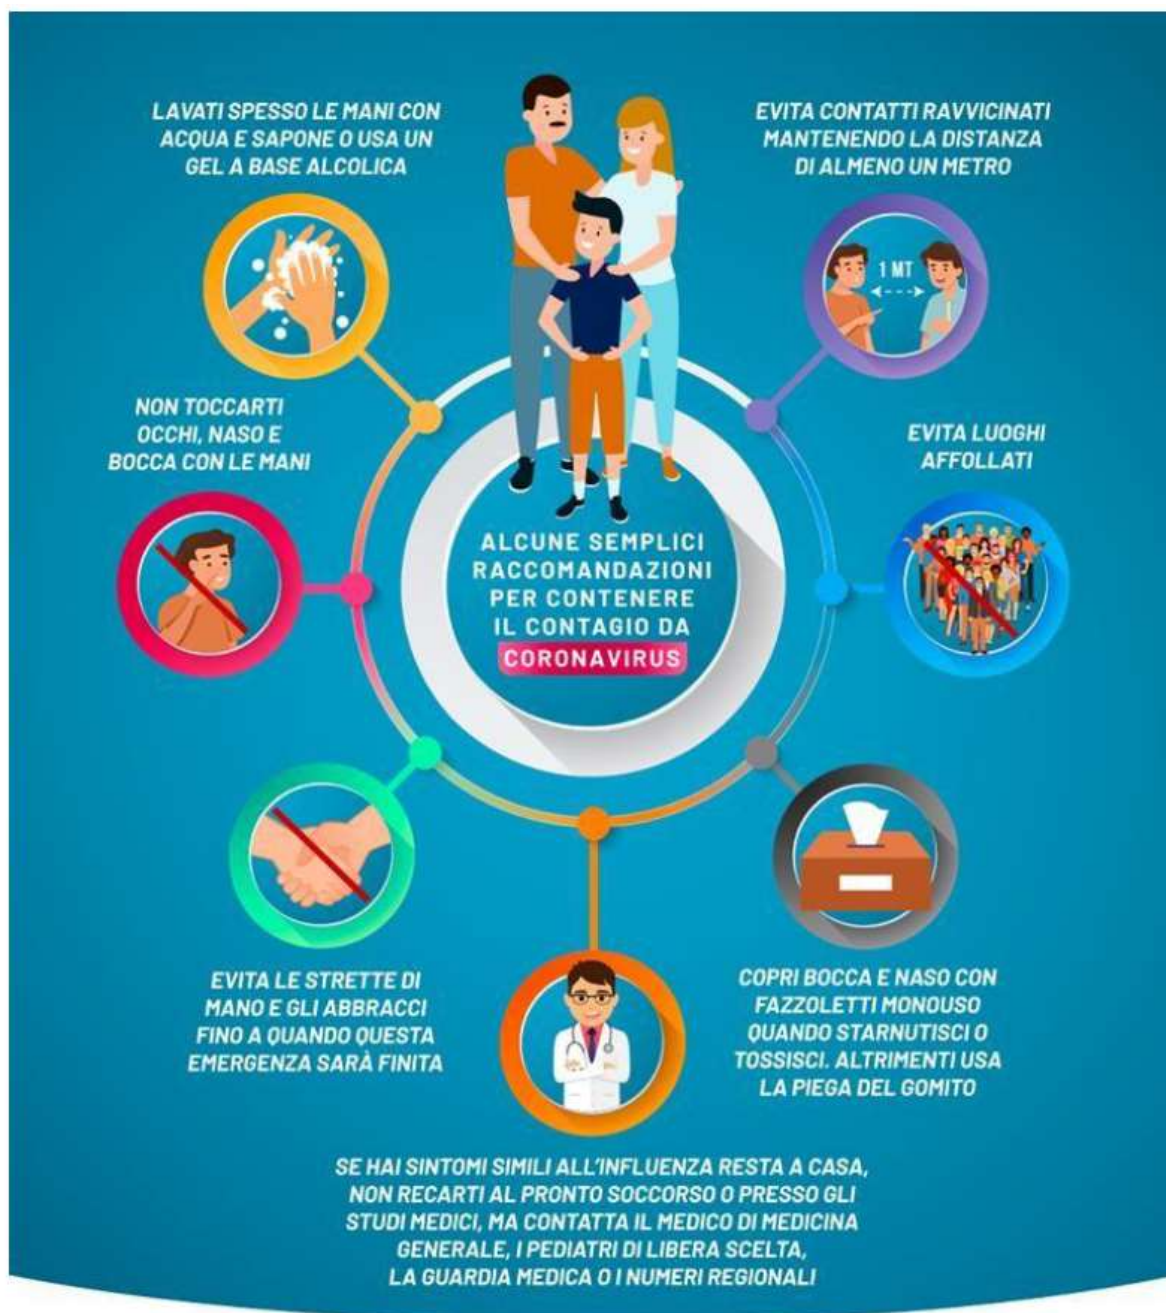 LAVATI SPESSO LE MANI CON
ACQUA E SAPONE O USA UN
GEL A BASE ALCOLICA
EVITA CONTATTI RAVVICINATI
MANTENENDO LA DISTANZA
DI ALMENO UN METRO
1 MT
NON TOCCARTI
OCCHI, NASO E
BOCCA CON LE MANI
EVITA LUOGHI
AFFOLLATI
ALCUNE SEMPLICI
RACCOMANDAZIONI
PER CONTENERE
IL CONTAGIO DA
CORONAVIRUS
EVITA LE STRETTE DI
MANO E GLI ABBRACCI
FINO A QUANDO QUESTA
EMERGENZA SARÀ FINITA
COPRI BOCCA E NASO CON
FAZZOLETTI MONOUSO
QUANDO STARNUTISCI O
TOSSISCI. ALTRIMENTI USA
LA PIEGA DEL GOMITO
SE HAI SINTOMI SIMILI ALL'INFLUENZA RESTA A CASA,
NON RECARTI AL PRONTO SOCCORSO O PRESSO GLI
STUDI MEDICI, MA CONTATTA IL MEDICO DI MEDICINA
GENERALE, I PEDIATRI DI LIBERA SCELTA,
LA GUARDIA MEDICA O I NUMERI REGIONALI